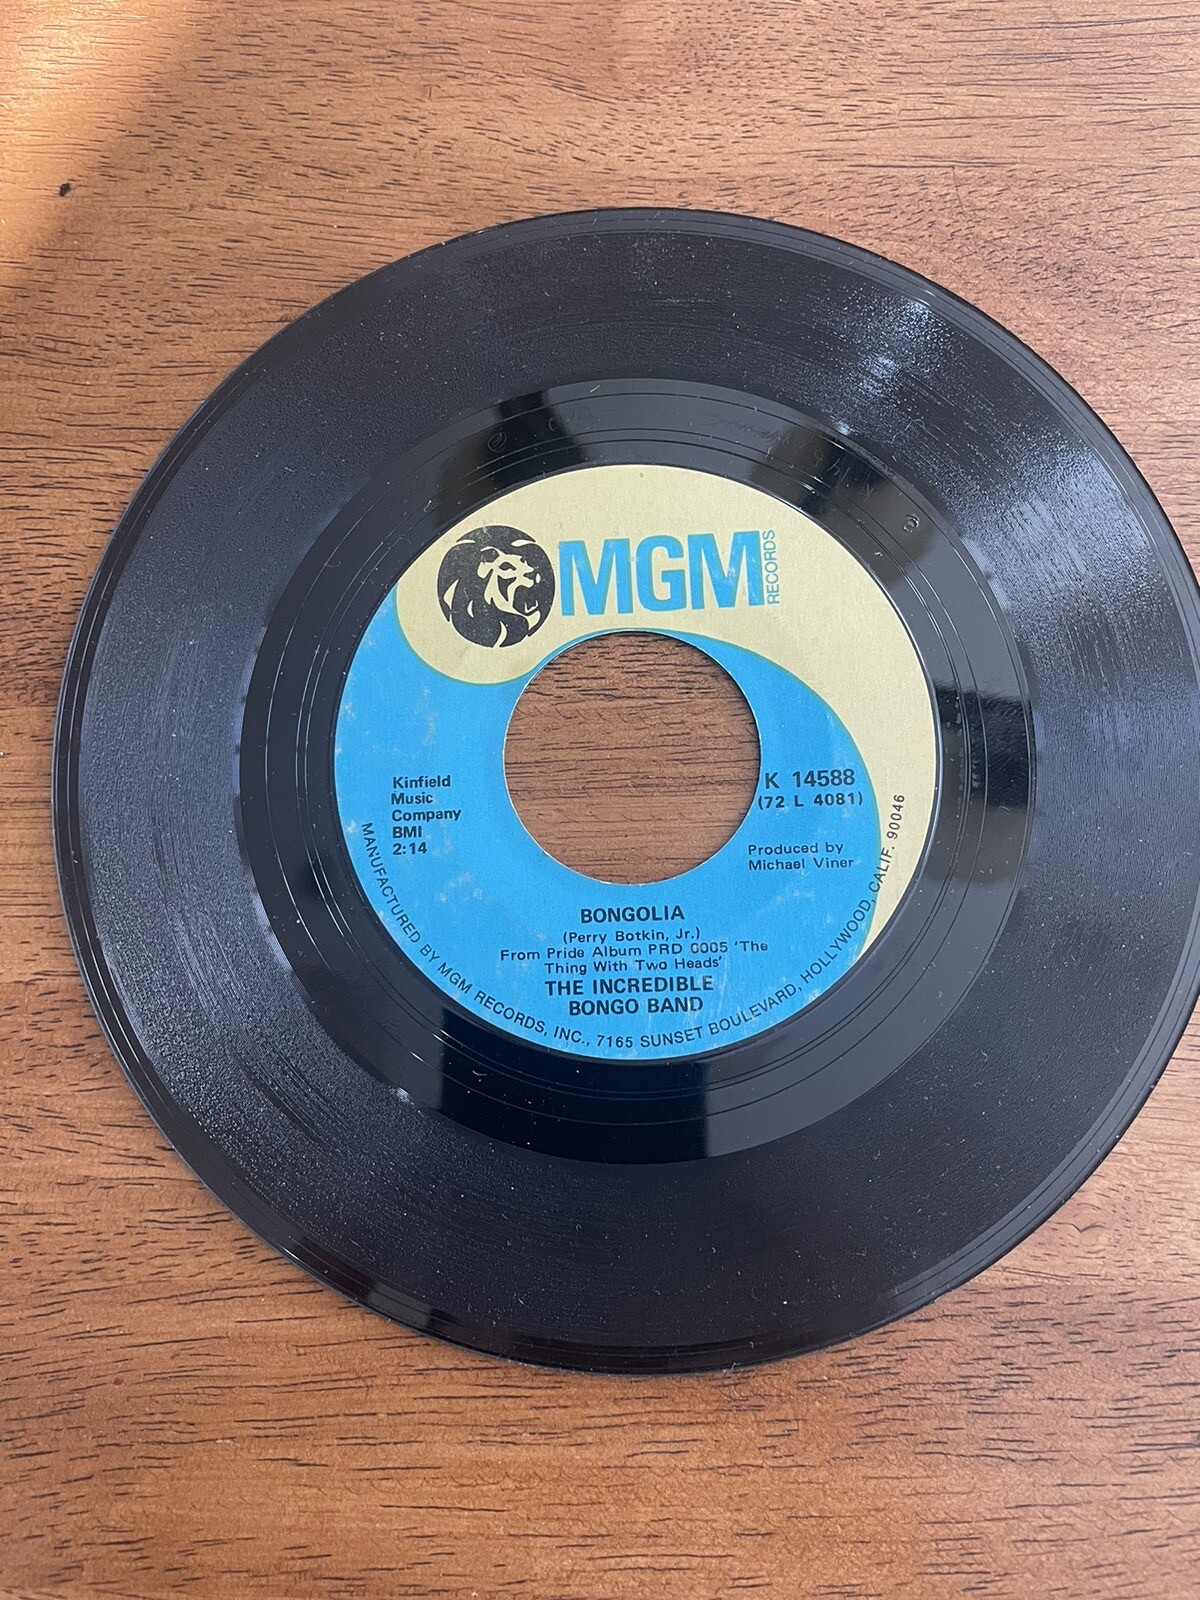 MGM RECORDS
Kinfield
Music
Company
BMI
2:14
K 14588
(72 L 4081)
Produced by
Michael Viner
BONGOLIA
(Perry Botkin, Jr.)
From Pride Album PRD 0005 'The
Thing With Two Heads'
THE INCREDIBLE
BONGO BAND
MANUFACTURED BY MGM RECORDS, INC., 7165 SUNSET BOULEVARD, HOLLYWOOD, CALIF. 90046